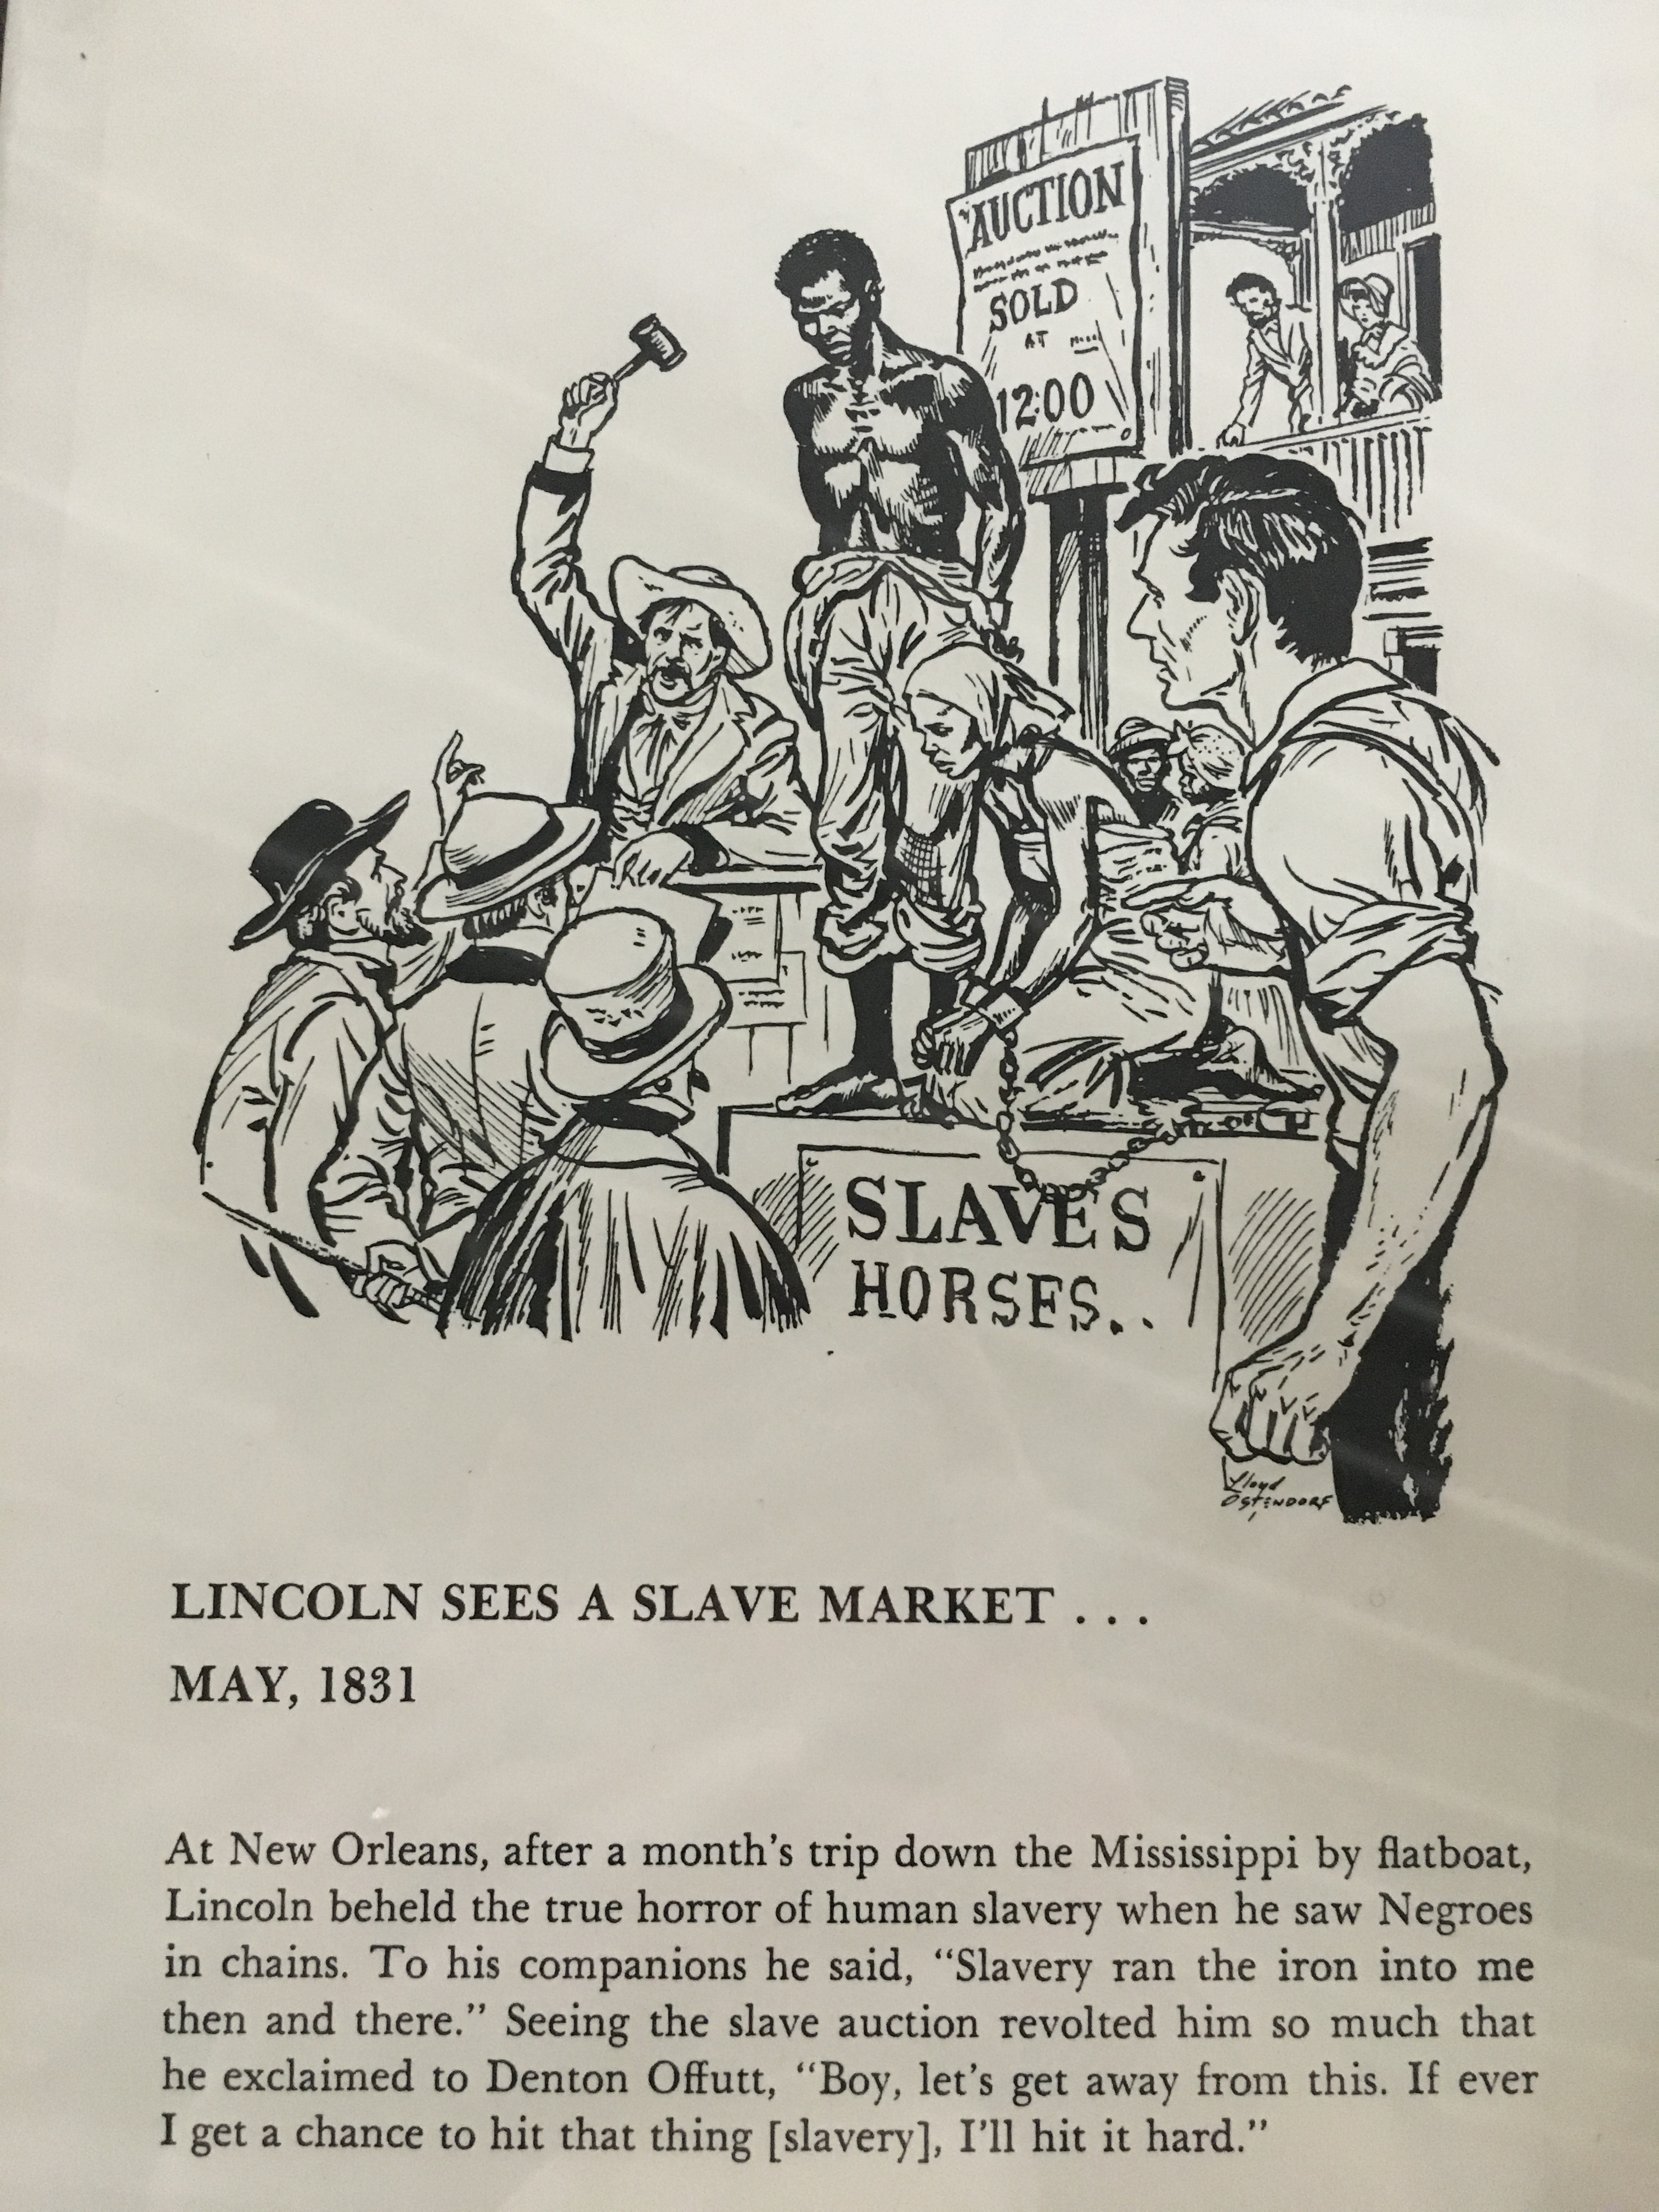 AUCTION
SOLD
AT
12:00
SLAVES
HORSES..
Lloyd
OSTENDORF
LINCOLN SEES A SLAVE MARKET . . .
MAY, 1831
At New Orleans, after a month's trip down the Mississippi by flatboat,
Lincoln beheld the true horror of human slavery when he saw Negroes
in chains. To his companions he said, “Slavery ran the iron into me
then and there.” Seeing the slave auction revolted him so much that
he exclaimed to Denton Offutt, “Boy, let's get away from this. If ever
I get a chance to hit that thing [slavery], I'll hit it hard.”